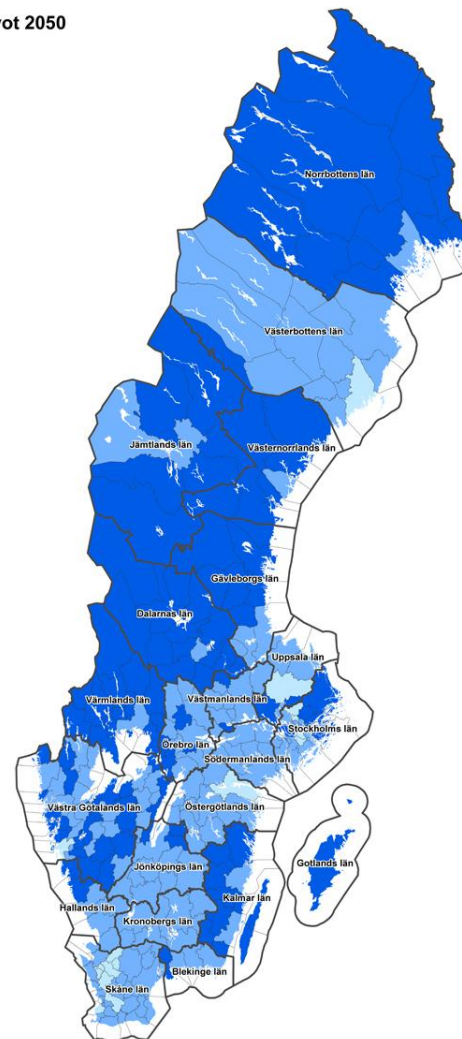 ot 2050
Norrbottens län
Västerbottens län
Jämtlands län
Västernorrlands län
Gävleborgs län
Dalarnas län
Uppsala län
Värmlands län
Västmanlands län
Stockholms län
Örebro län
Södermanlands län
Västra Götalands län
Östergötlands län
Jönköpings län
Gotlands län
Kalmar län
Hallands län
Kronobergs län
Blekinge län
Skåne län